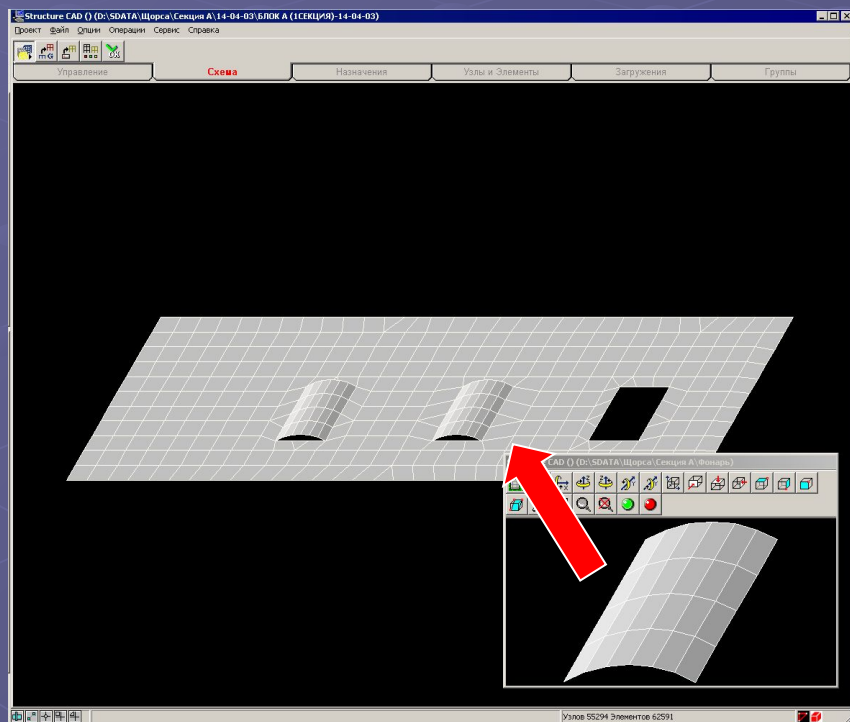 Structure CAD () (D:\SDATA\Щорса\Секция А\14-04-03\БЛОК А (1СЕКЦИЯ)-14-04-03)
Проект Файл Опции Операции Сервис Справка
Управление Схема Назначения Узлы и Элементы Загружения Группы
CAD () (D:\SDATA\Щорса\Секция А\Фонарь)
Узлов 55294 Элементов 62591